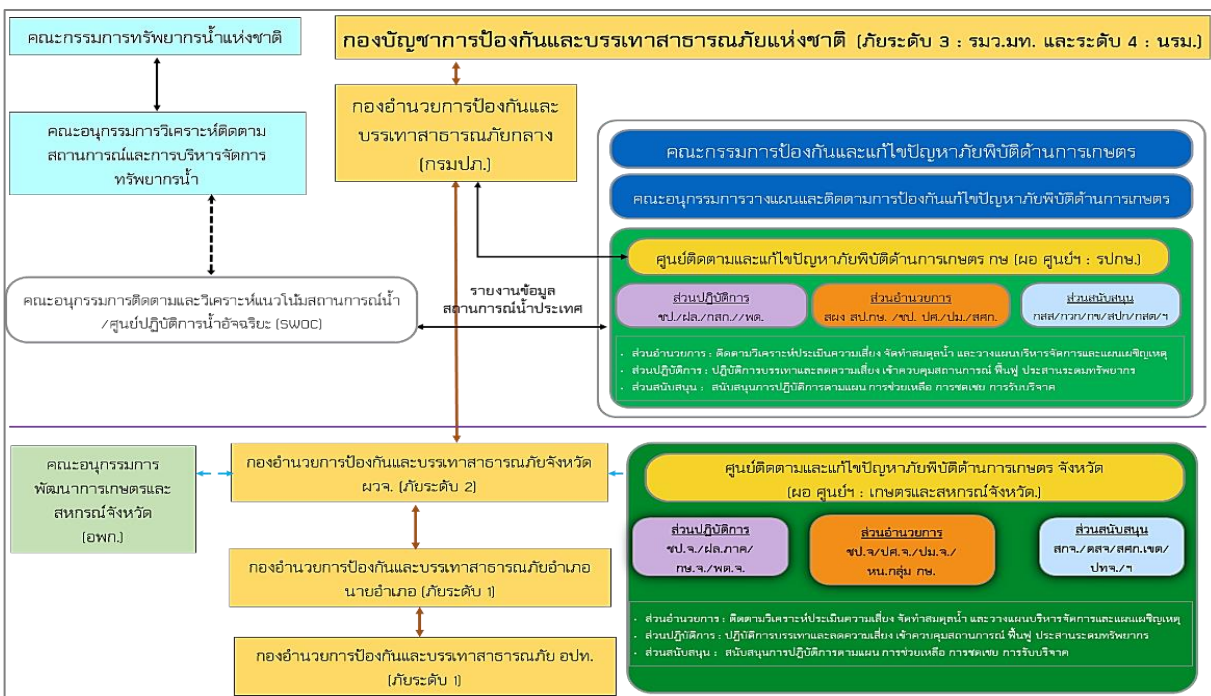 คณะกรรมการทรัพยากรน้ำแห่งชาติ
กองบัญชาการป้องกันและบรรเทาสาธารณภัยแห่งชาติ (ภัยระดับ 3 : รมว.มท. และระดับ 4 : นรม.)
คณะอนุกรรมการวิเคราะห์ติดตาม
สถานการณ์และการบริหารจัดการ
ทรัพยากรน้ำ
กองอำนวยการป้องกันและ
บรรเทาสาธารณภัยกลาง
(กรมปภ.)
คณะกรรมการป้องกันและแก้ไขปัญหาภัยพิบัติด้านการเกษตร
คณะอนุกรรมการวางแผนและติดตามการป้องกันแก้ไขปัญหาภัยพิบัติด้านการเกษตร
ศูนย์ติดตามและแก้ไขปัญหาภัยพิบัติด้านการเกษตร กษ (ผอ ศูนย์ฯ : รปกษ.)
คณะอนุกรรมการติดตามและวิเคราะห์แนวโน้มสถานการณ์น้ำ
/ศูนย์ปฏิบัติการน้ำอัจฉริยะ (SWOC)
รายงานข้อมูล
สถานการณ์น้ำประเทศ
ส่วนปฏิบัติการ
ชป./ฝล./กสก.//พด.
ส่วนอำนวยการ
สผง สป.กษ. /ชป. ปศ./ปม./สศก.
ส่วนสนับสนุน
กสส/กวก/กข/สปก/กสต/ฯ
- ส่วนอำนวยการ : ติดตามวิเคราะห์ประเมินความเสี่ยง จัดทำสมดุลน้ำ และวางแผนบริหารจัดการและแผนเผชิญเหตุ
- ส่วนปฏิบัติการ : ปฏิบัติการบรรเทาและลดความเสี่ยง เข้าควบคุมสถานการณ์ ฟื้นฟู ประสานระดมทรัพยากร
- ส่วนสนับสนุน : สนับสนุนการปฏิบัติการตามแผน การช่วยเหลือ การชดเชย การรับบริจาค
คณะอนุกรรมการ
พัฒนาการเกษตรและ
สหกรณ์จังหวัด
(อพก.)
กองอำนวยการป้องกันและบรรเทาสาธารณภัยจังหวัด
ผวจ. (ภัยระดับ 2)
กองอำนวยการป้องกันและบรรเทาสาธารณภัยอำเภอ
นายอำเภอ (ภัยระดับ 1)
กองอำนวยการป้องกันและบรรเทาสาธารณภัย อปท.
(ภัยระดับ 1)
ศูนย์ติดตามและแก้ไขปัญหาภัยพิบัติด้านการเกษตร จังหวัด
(ผอ ศูนย์ฯ : เกษตรและสหกรณ์จังหวัด.)
ส่วนปฏิบัติการ
ชป.จ./ฝล.ภาค/
กษ.จ./พด.จ.
ส่วนอำนวยการ
ชป.จ/ปศ.จ./ปม.จ./
หน.กลุ่ม กษ.
ส่วนสนับสนุน
สกจ./ตสจ/สศก.เขต/
ปทจ./ฯ
- ส่วนอำนวยการ : ติดตามวิเคราะห์ประเมินความเสี่ยง จัดทำสมดุลน้ำ และวางแผนบริหารจัดการและแผนเผชิญเหตุ
- ส่วนปฏิบัติการ : ปฏิบัติการบรรเทาและลดความเสี่ยง เข้าควบคุมสถานการณ์ ฟื้นฟู ประสานระดมทรัพยากร
- ส่วนสนับสนุน : สนับสนุนการปฏิบัติการตามแผน การช่วยเหลือ การชดเชย การรับบริจาค